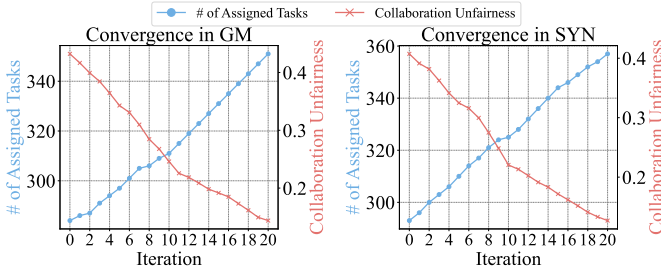 # of Assigned Tasks Collaboration Unfairness
Convergence in GM
# of Assigned Tasks
340
320
300
0.4
0.3
0.2
Collaboration Unfairness
0 2 4 6 8 10 12 14 16 18 20
Iteration
Convergence in SYN
# of Assigned Tasks
360
340
320
300
0.4
0.3
0.2
Collaboration Unfairness
0 2 4 6 8 10 12 14 16 18 20
Iteration